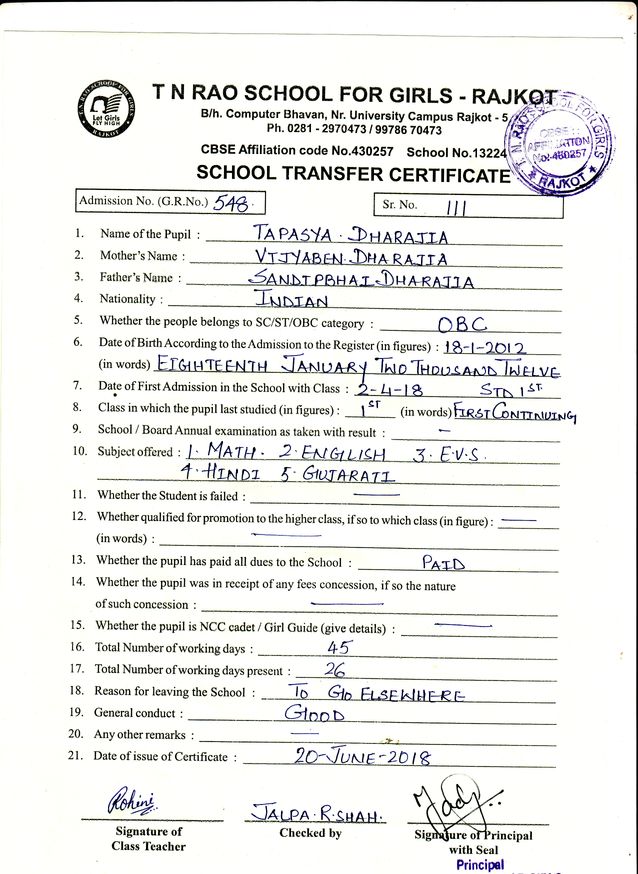 T. N. RAO SCHOOL FOR GIRLS
Let Girls
FLY HIGH
RAJKOT
T N RAO SCHOOL FOR GIRLS - RAJKOT
B/h. Computer Bhavan, Nr. University Campus Rajkot - 5
Ph. 0281 - 2970473 / 99786 70473
CBSE Affiliation code No.430257 School No.13224
T. N. RAO SCHOOL FOR GIRLS
CBSE
AFFILIATION
No.-430257
RAJKOT
SCHOOL TRANSFER CERTIFICATE
Admission No. (G.R.No.) 548.
Sr. No. 111
1. Name of the Pupil : TAPASYA . DHARAJIA
2. Mother's Name : VIJYABEN. DHARAJIA
3. Father's Name : SANDIPBHAI. DHARAJIA
4. Nationality : INDIAN
5. Whether the people belongs to SC/ST/OBC category : OBC
6. Date of Birth According to the Admission to the Register (in figures) : 18-1-2012
(in words) EIGHTEENTH JANUARY TWO THOUSAND TWELVE
7. Date of First Admission in the School with Class : 2-4-18 STD 1ST.
8. Class in which the pupil last studied (in figures) : 1ST (in words) FIRST CONTINUING
9. School / Board Annual examination as taken with result : –
10. Subject offered : 1. MATH. 2. ENGLISH 3. E.V.S.
4. HINDI 5. GUJARATI
11. Whether the Student is failed : —
12. Whether qualified for promotion to the higher class, if so to which class (in figure) : —
(in words) : —
13. Whether the pupil has paid all dues to the School : PAID
14. Whether the pupil was in receipt of any fees concession, if so the nature
of such concession : —
15. Whether the pupil is NCC cadet / Girl Guide (give details) : —
16. Total Number of working days : 45
17. Total Number of working days present : 26
18. Reason for leaving the School : TO GO ELSEWHERE
19. General conduct : GOOD
20. Any other remarks : —
21. Date of issue of Certificate : 20-JUNE-2018
Rohini
JALPA. R. SHAH.
Signature of
Class Teacher
Checked by
Signature of Principal
with Seal
Principal